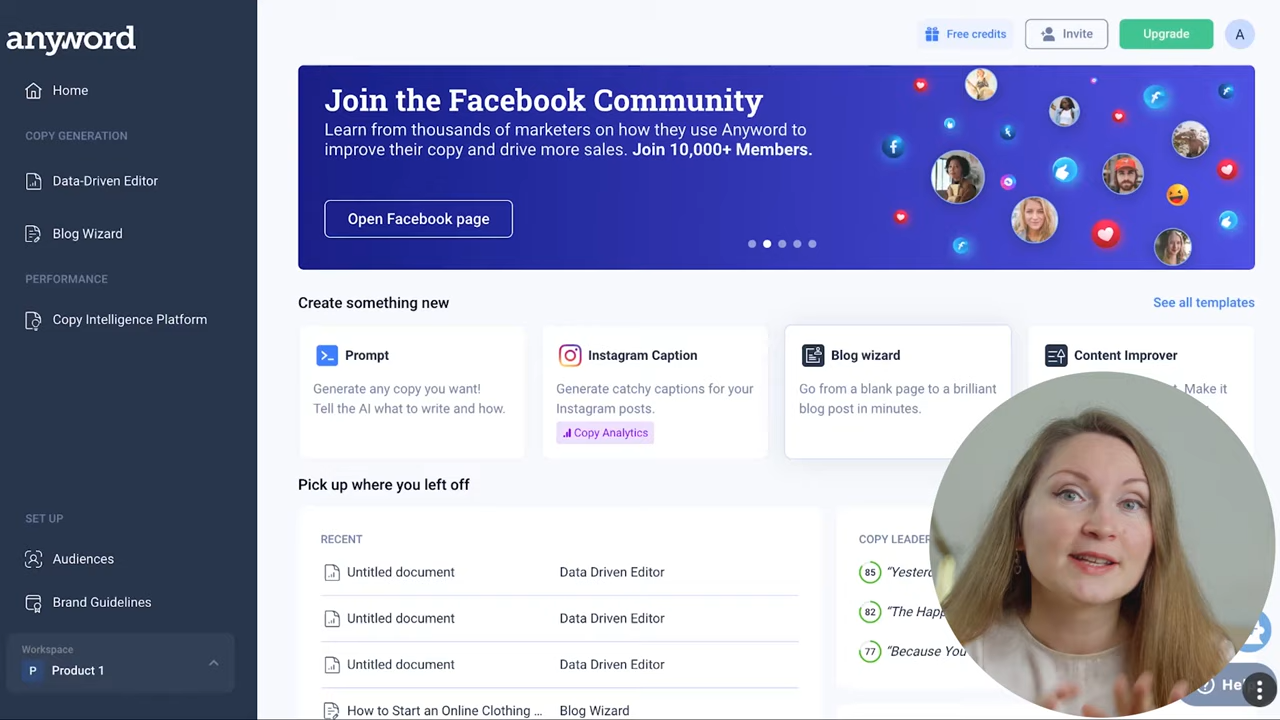 anyword
Home
COPY GENERATION
Data-Driven Editor
Blog Wizard
PERFORMANCE
Copy Intelligence Platform
SET UP
Audiences
Brand Guidelines
Workspace
P Product 1
Free credits
Invite
Upgrade
A
Join the Facebook Community
Learn from thousands of marketers on how they use Anyword to
improve their copy and drive more sales. Join 10,000+ Members.
Open Facebook page
Create something new
See all templates
Prompt
Generate any copy you want!
Tell the AI what to write and how.
Instagram Caption
Generate catchy captions for your
Instagram posts.
Copy Analytics
Blog wizard
Go from a blank page to a brilliant
blog post in minutes.
Content Improver
Make it
Pick up where you left off
RECENT
Untitled document Data Driven Editor
Untitled document Data Driven Editor
Untitled document Data Driven Editor
How to Start an Online Clothing ... Blog Wizard
COPY LEADER
85 “Yesterd
82 “The Happ
77 “Because You
? Hel